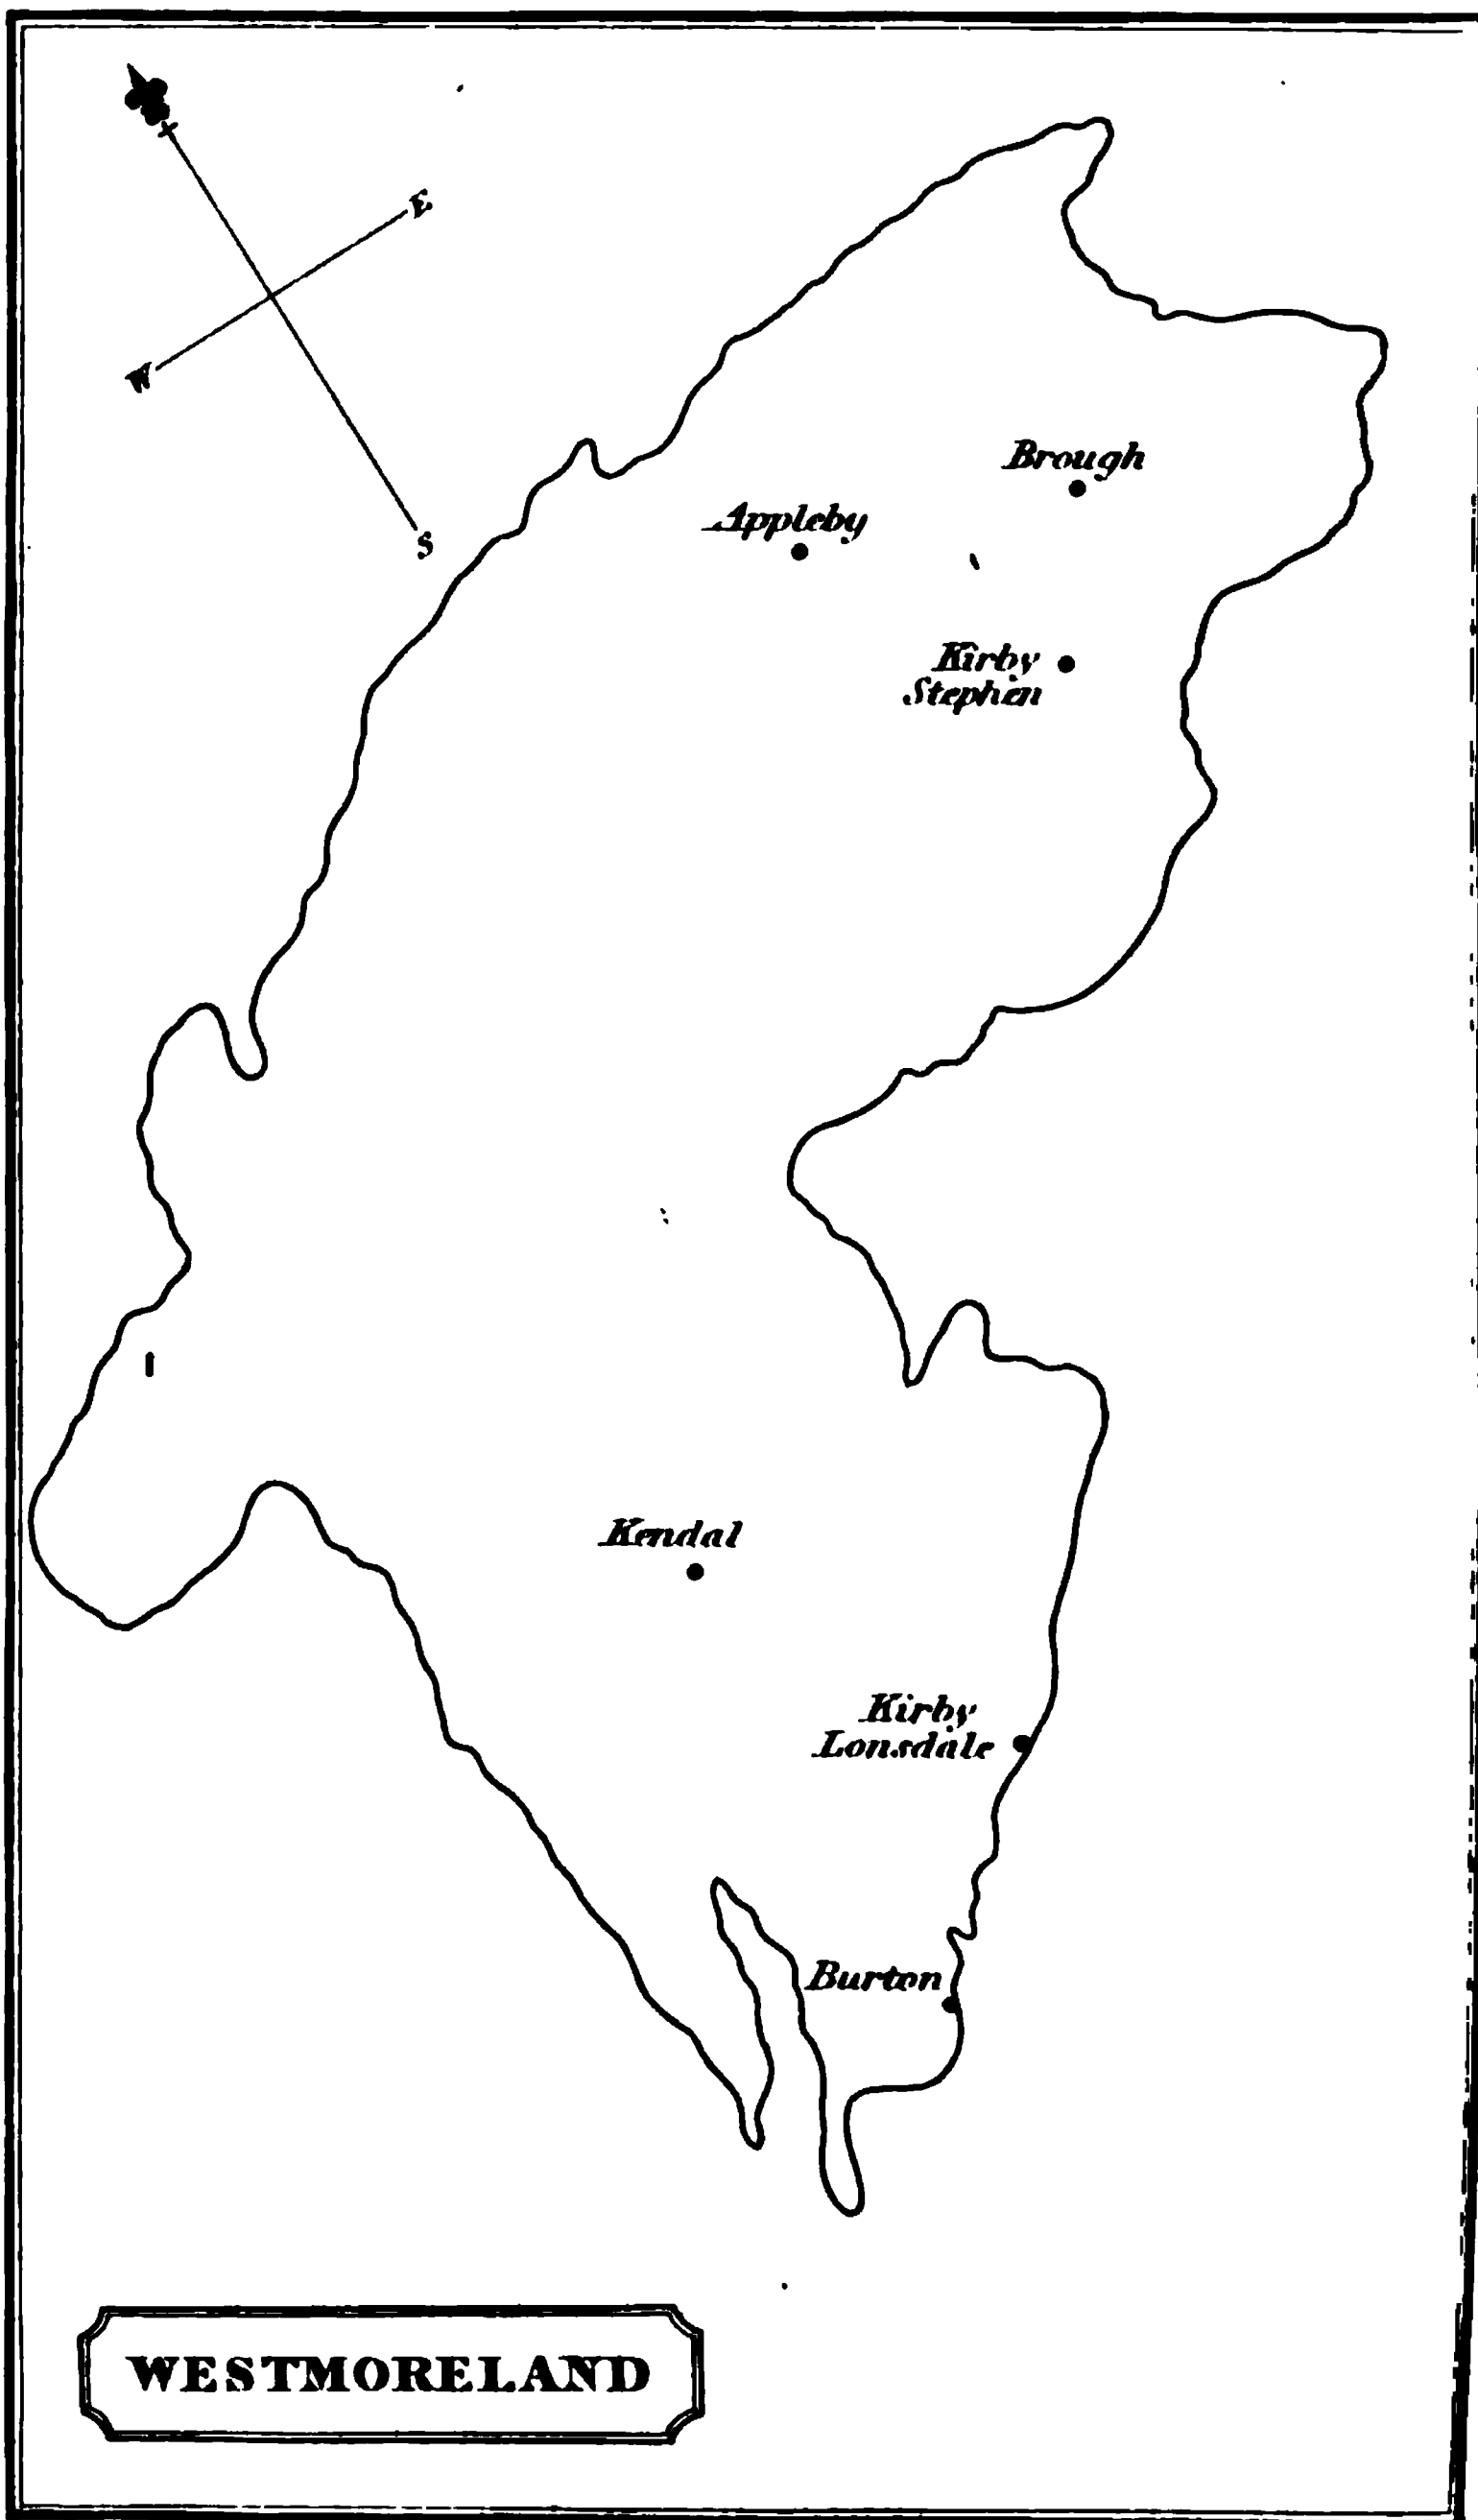 E
W
S
Brough
Appleby
Kirby
Stephen
Kendal
Kirby
Lonsdale
Burton
WESTMORELAND